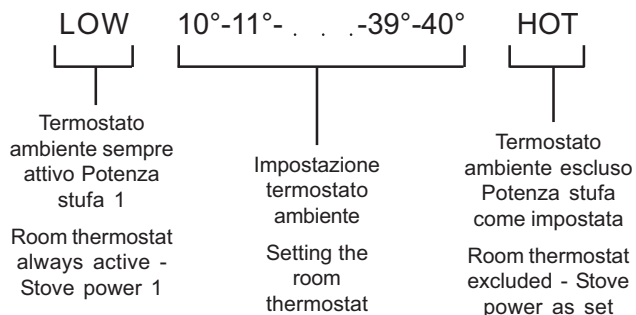 LOW 10°-11°- . . .-39°-40° HOT
Termostato
ambiente sempre
attivo Potenza
stufa 1
Room thermostat
always active -
Stove power 1
Impostazione
termostato
ambiente
Setting the
room
thermostat
Termostato
ambiente escluso
Potenza stufa
come impostata
Room thermostat
excluded - Stove
power as set